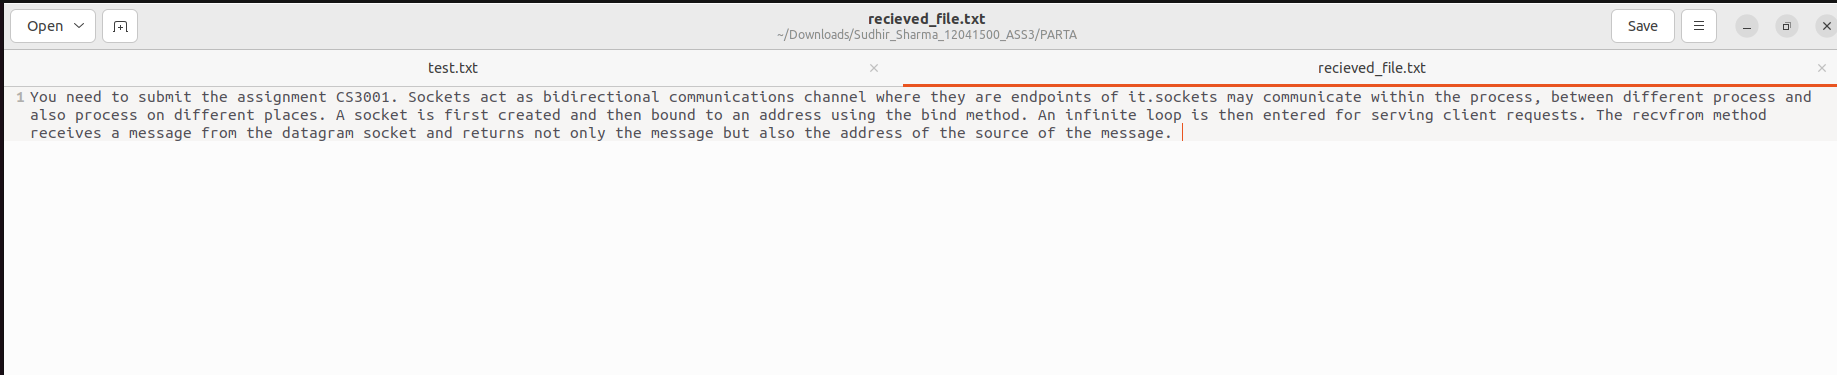 Open
recieved_file.txt
~/Downloads/Sudhir_Sharma_12041500_ASS3/PARTA
Save
test.txt
recieved_file.txt
1 You need to submit the assignment CS3001. Sockets act as bidirectional communications channel where they are endpoints of it.sockets may communicate within the process, between different process and
also process on different places. A socket is first created and then bound to an address using the bind method. An infinite loop is then entered for serving client requests. The recvfrom method
receives a message from the datagram socket and returns not only the message but also the address of the source of the message.